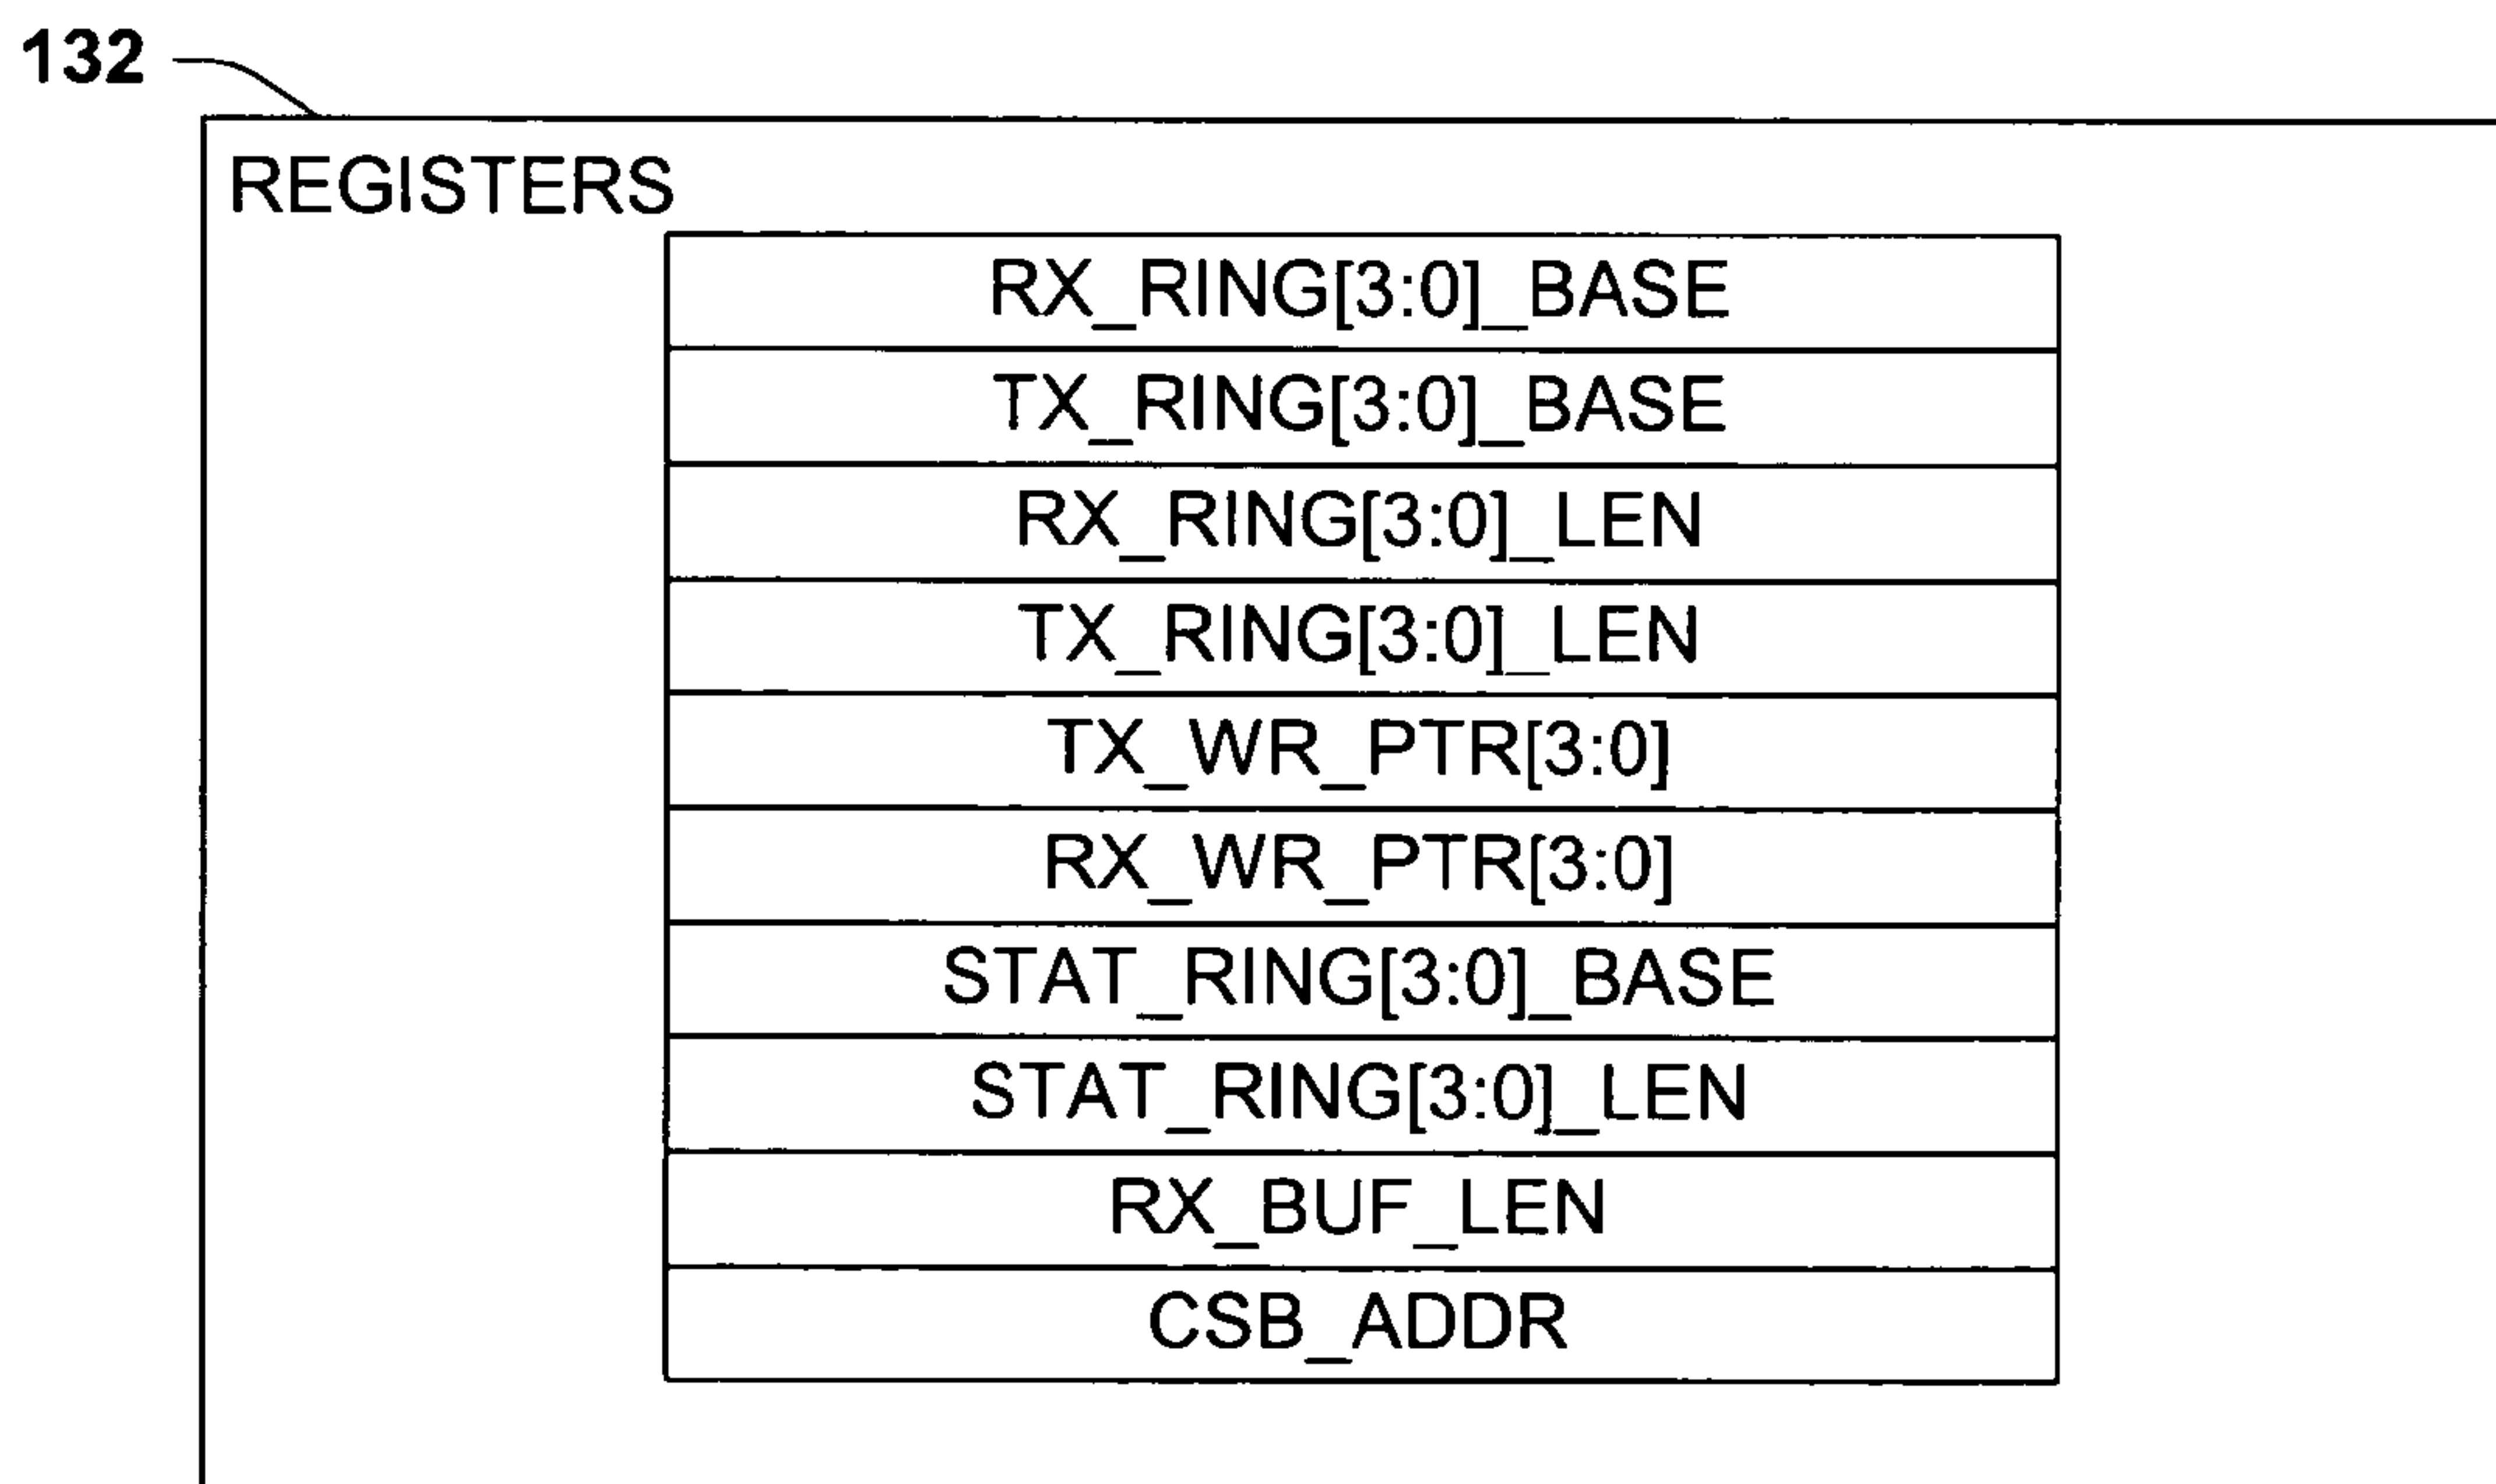 132
REGISTERS
RX_RING[3:0]_BASE
TX_RING[3:0]_BASE
RX_RING[3:0]_LEN
TX_RING[3:0]_LEN
TX_WR_PTR[3:0]
RX_WR_PTR[3:0]
STAT_RING[3:0]_BASE
STAT_RING[3:0]_LEN
RX_BUF_LEN
CSB_ADDR